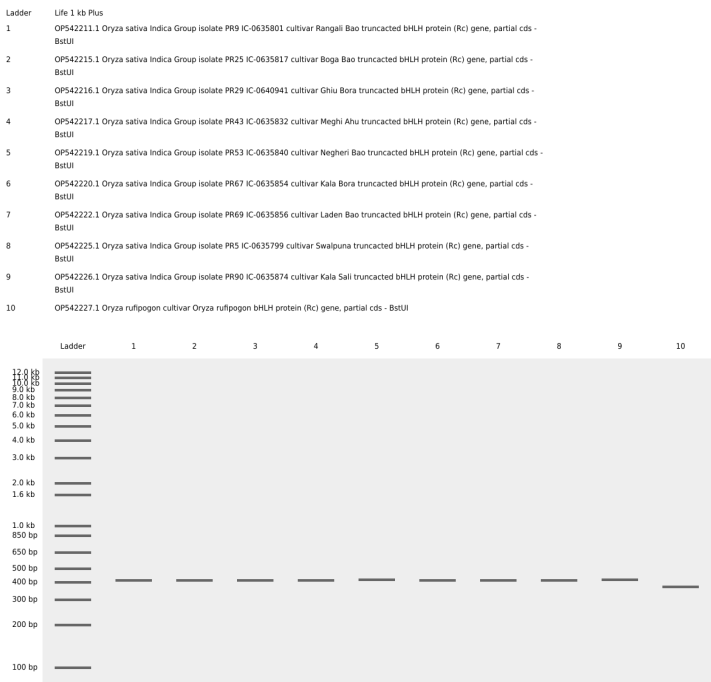 Ladder Life 1 kb Plus
1 OP542211.1 Oryza sativa Indica Group isolate PR9 IC-0635801 cultivar Rangali Bao truncated bHLH protein (Rc) gene, partial cds -
BstUI
2 OP542215.1 Oryza sativa Indica Group isolate PR25 IC-0635817 cultivar Boga Bao truncacted bHLH protein (Rc) gene, partial cds -
BstUI
3 OP542216.1 Oryza sativa Indica Group isolate PR29 IC-0640941 cultivar Ghiu Bora truncacted bHLH protein (Rc) gene, partial cds -
BstUI
4 OP542217.1 Oryza sativa Indica Group isolate PR43 IC-0635832 cultivar Meghi Ahu truncacted bHLH protein (Rc) gene, partial cds -
BstUI
5 OP542219.1 Oryza sativa Indica Group isolate PR53 IC-0635840 cultivar Negheri Bao truncacted bHLH protein (Rc) gene, partial cds -
BstUI
6 OP542220.1 Oryza sativa Indica Group isolate PR67 IC-0635854 cultivar Kala Bora truncacted bHLH protein (Rc) gene, partial cds -
BstUI
7 OP542222.1 Oryza sativa Indica Group isolate PR69 IC-0635856 cultivar Laden Bao truncacted bHLH protein (Rc) gene, partial cds -
BstUI
8 OP542225.1 Oryza sativa Indica Group isolate PR5 IC-0635799 cultivar Swalpuna truncacted bHLH protein (Rc) gene, partial cds -
BstUI
9 OP542226.1 Oryza sativa Indica Group isolate PR90 IC-0635874 cultivar Kala Sali truncacted bHLH protein (Rc) gene, partial cds -
BstUI
10 OP542227.1 Oryza rufipogon cultivar Oryza rufipogon bHLH protein (Rc) gene, partial cds - BstUI
Ladder 1 2 3 4 5 6 7 8 9 10
12.0 kb
11.0 kb
10.0 kb
9.0 kb
8.0 kb
7.0 kb
6.0 kb
5.0 kb
4.0 kb
3.0 kb
2.0 kb
1.6 kb
1.0 kb
850 bp
650 bp
500 bp
400 bp
300 bp
200 bp
100 bp